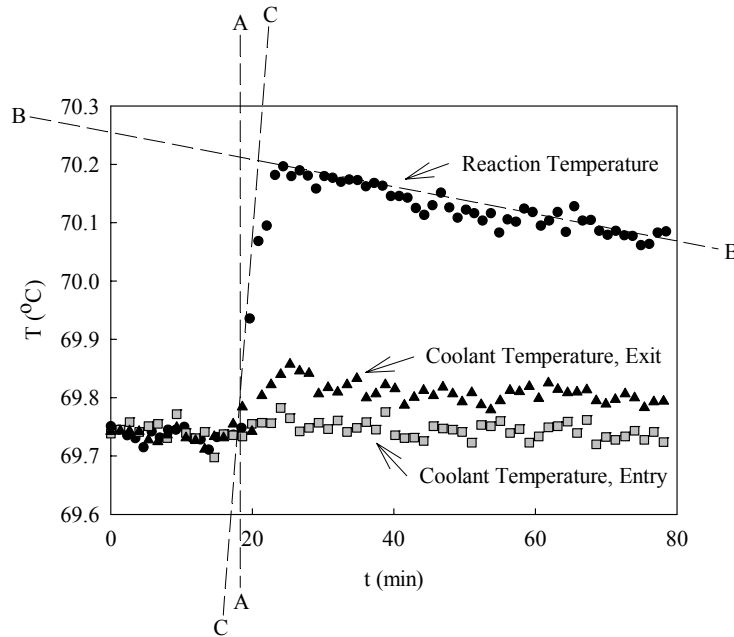 A
C
B
70.3
70.2
70.1
70.0
69.9
69.8
69.7
69.6
T (°C)
Reaction Temperature
B
Coolant Temperature, Exit
Coolant Temperature, Entry
0
20
40
60
80
t (min)
A
C